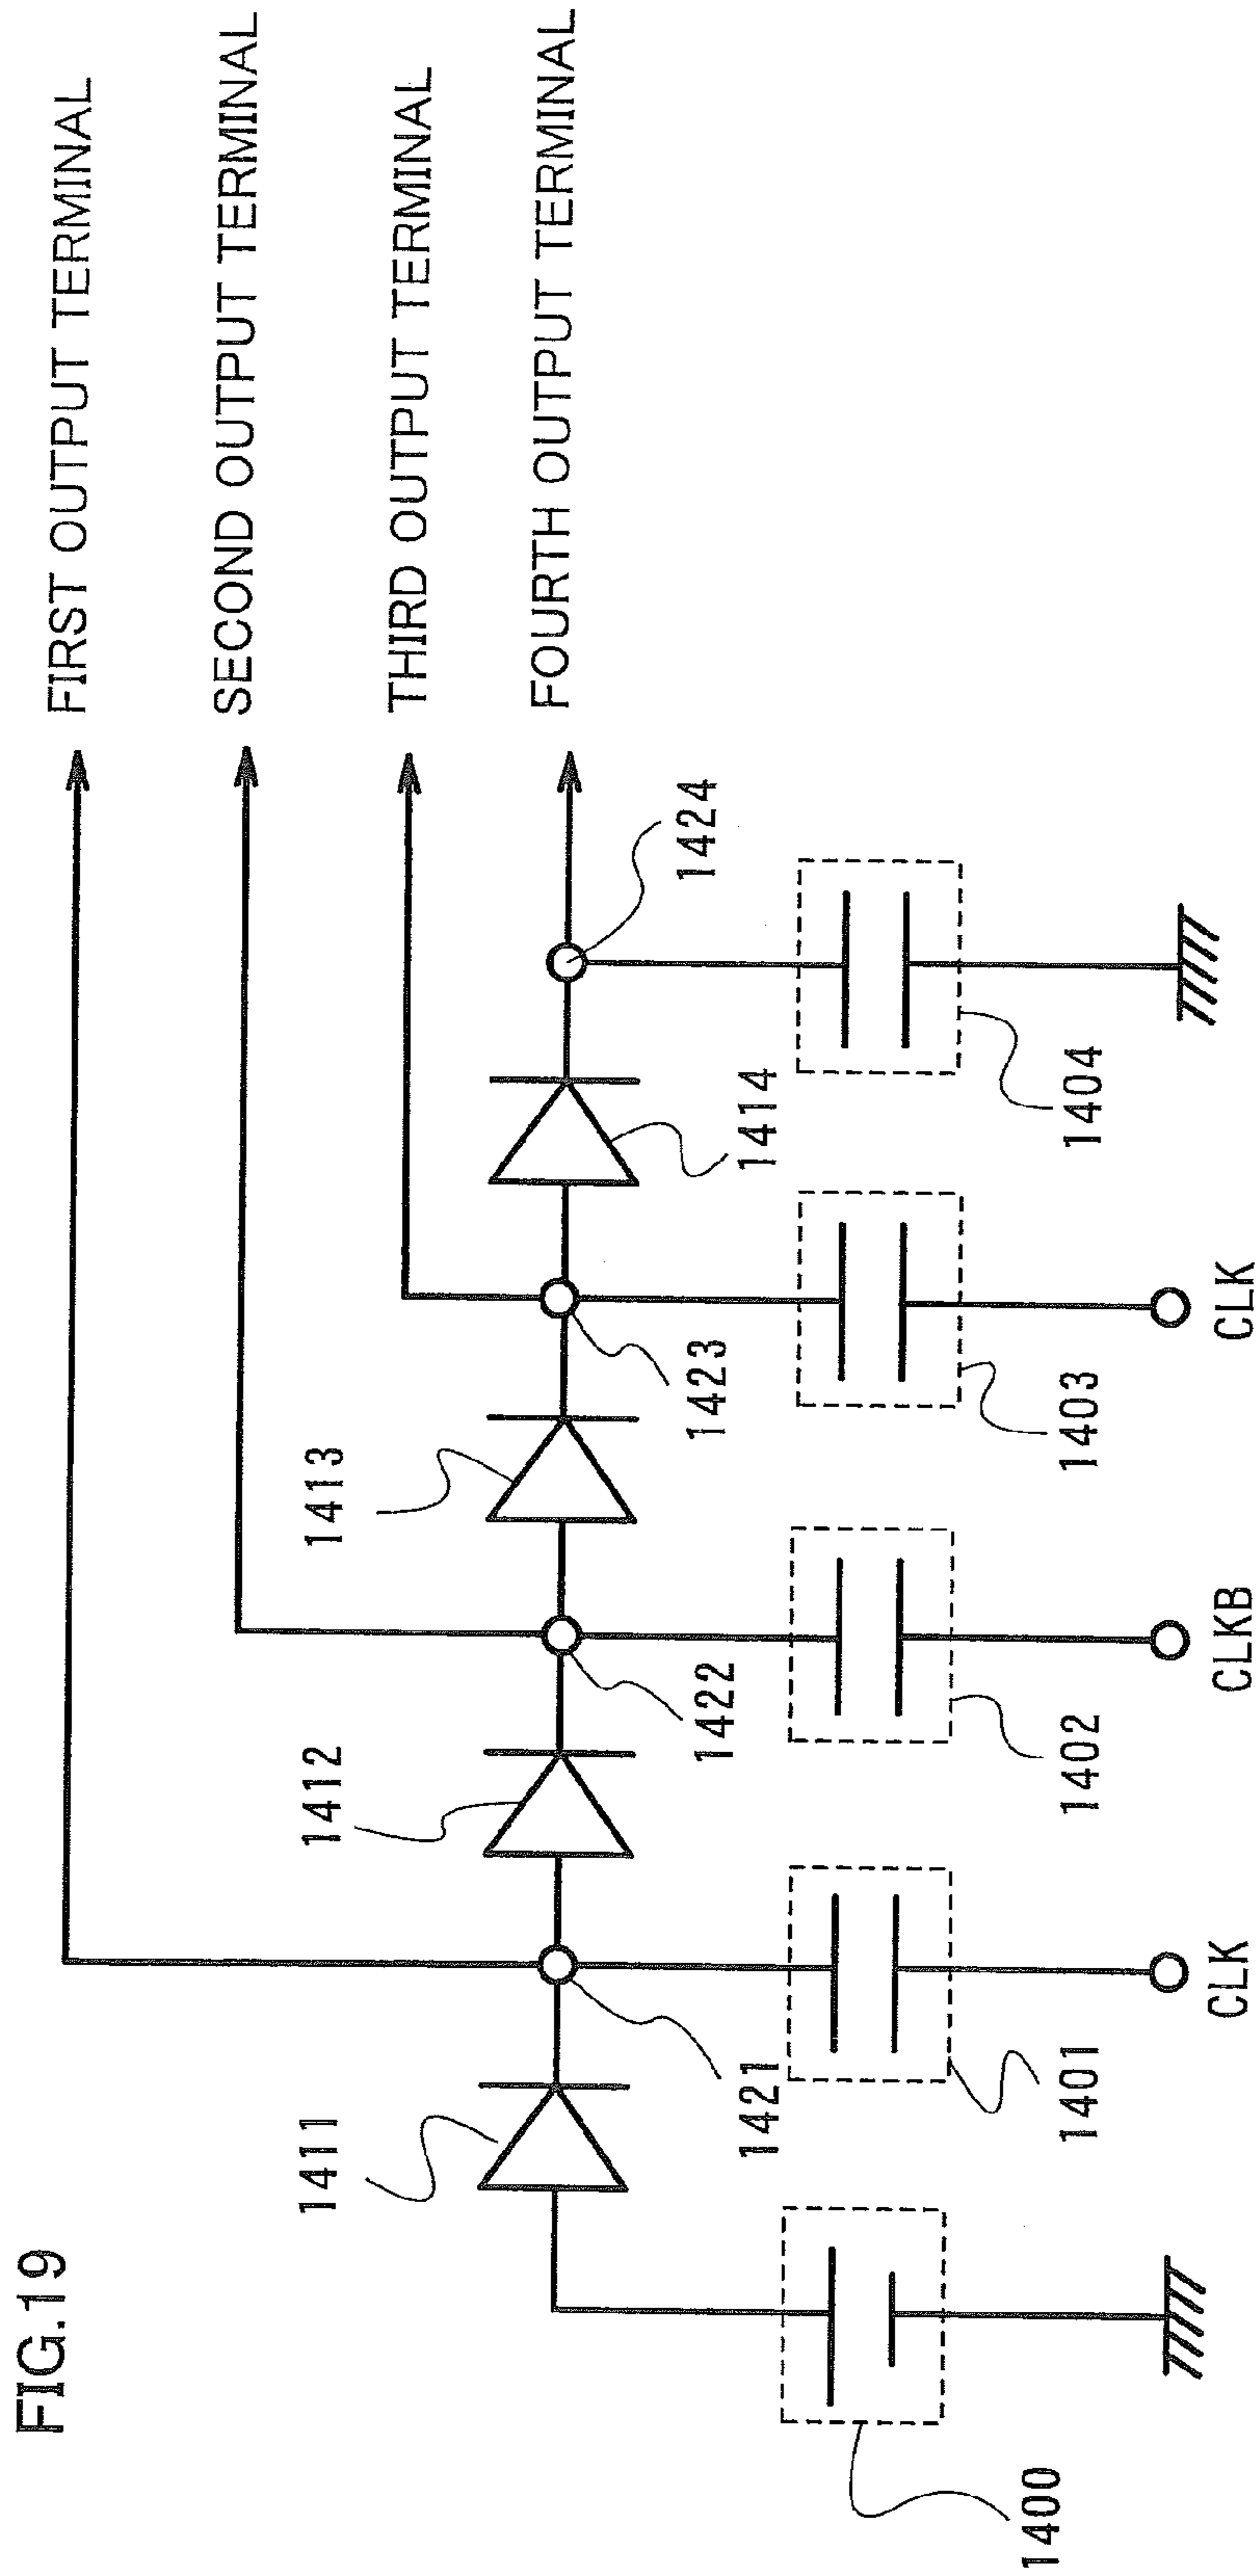 FIG.19
FIRST OUTPUT TERMINAL
SECOND OUTPUT TERMINAL
THIRD OUTPUT TERMINAL
FOURTH OUTPUT TERMINAL
1411
1412
1413
1414
1421
1422
1423
1424
1400
1401
1402
1403
1404
CLK
CLKB
CLK